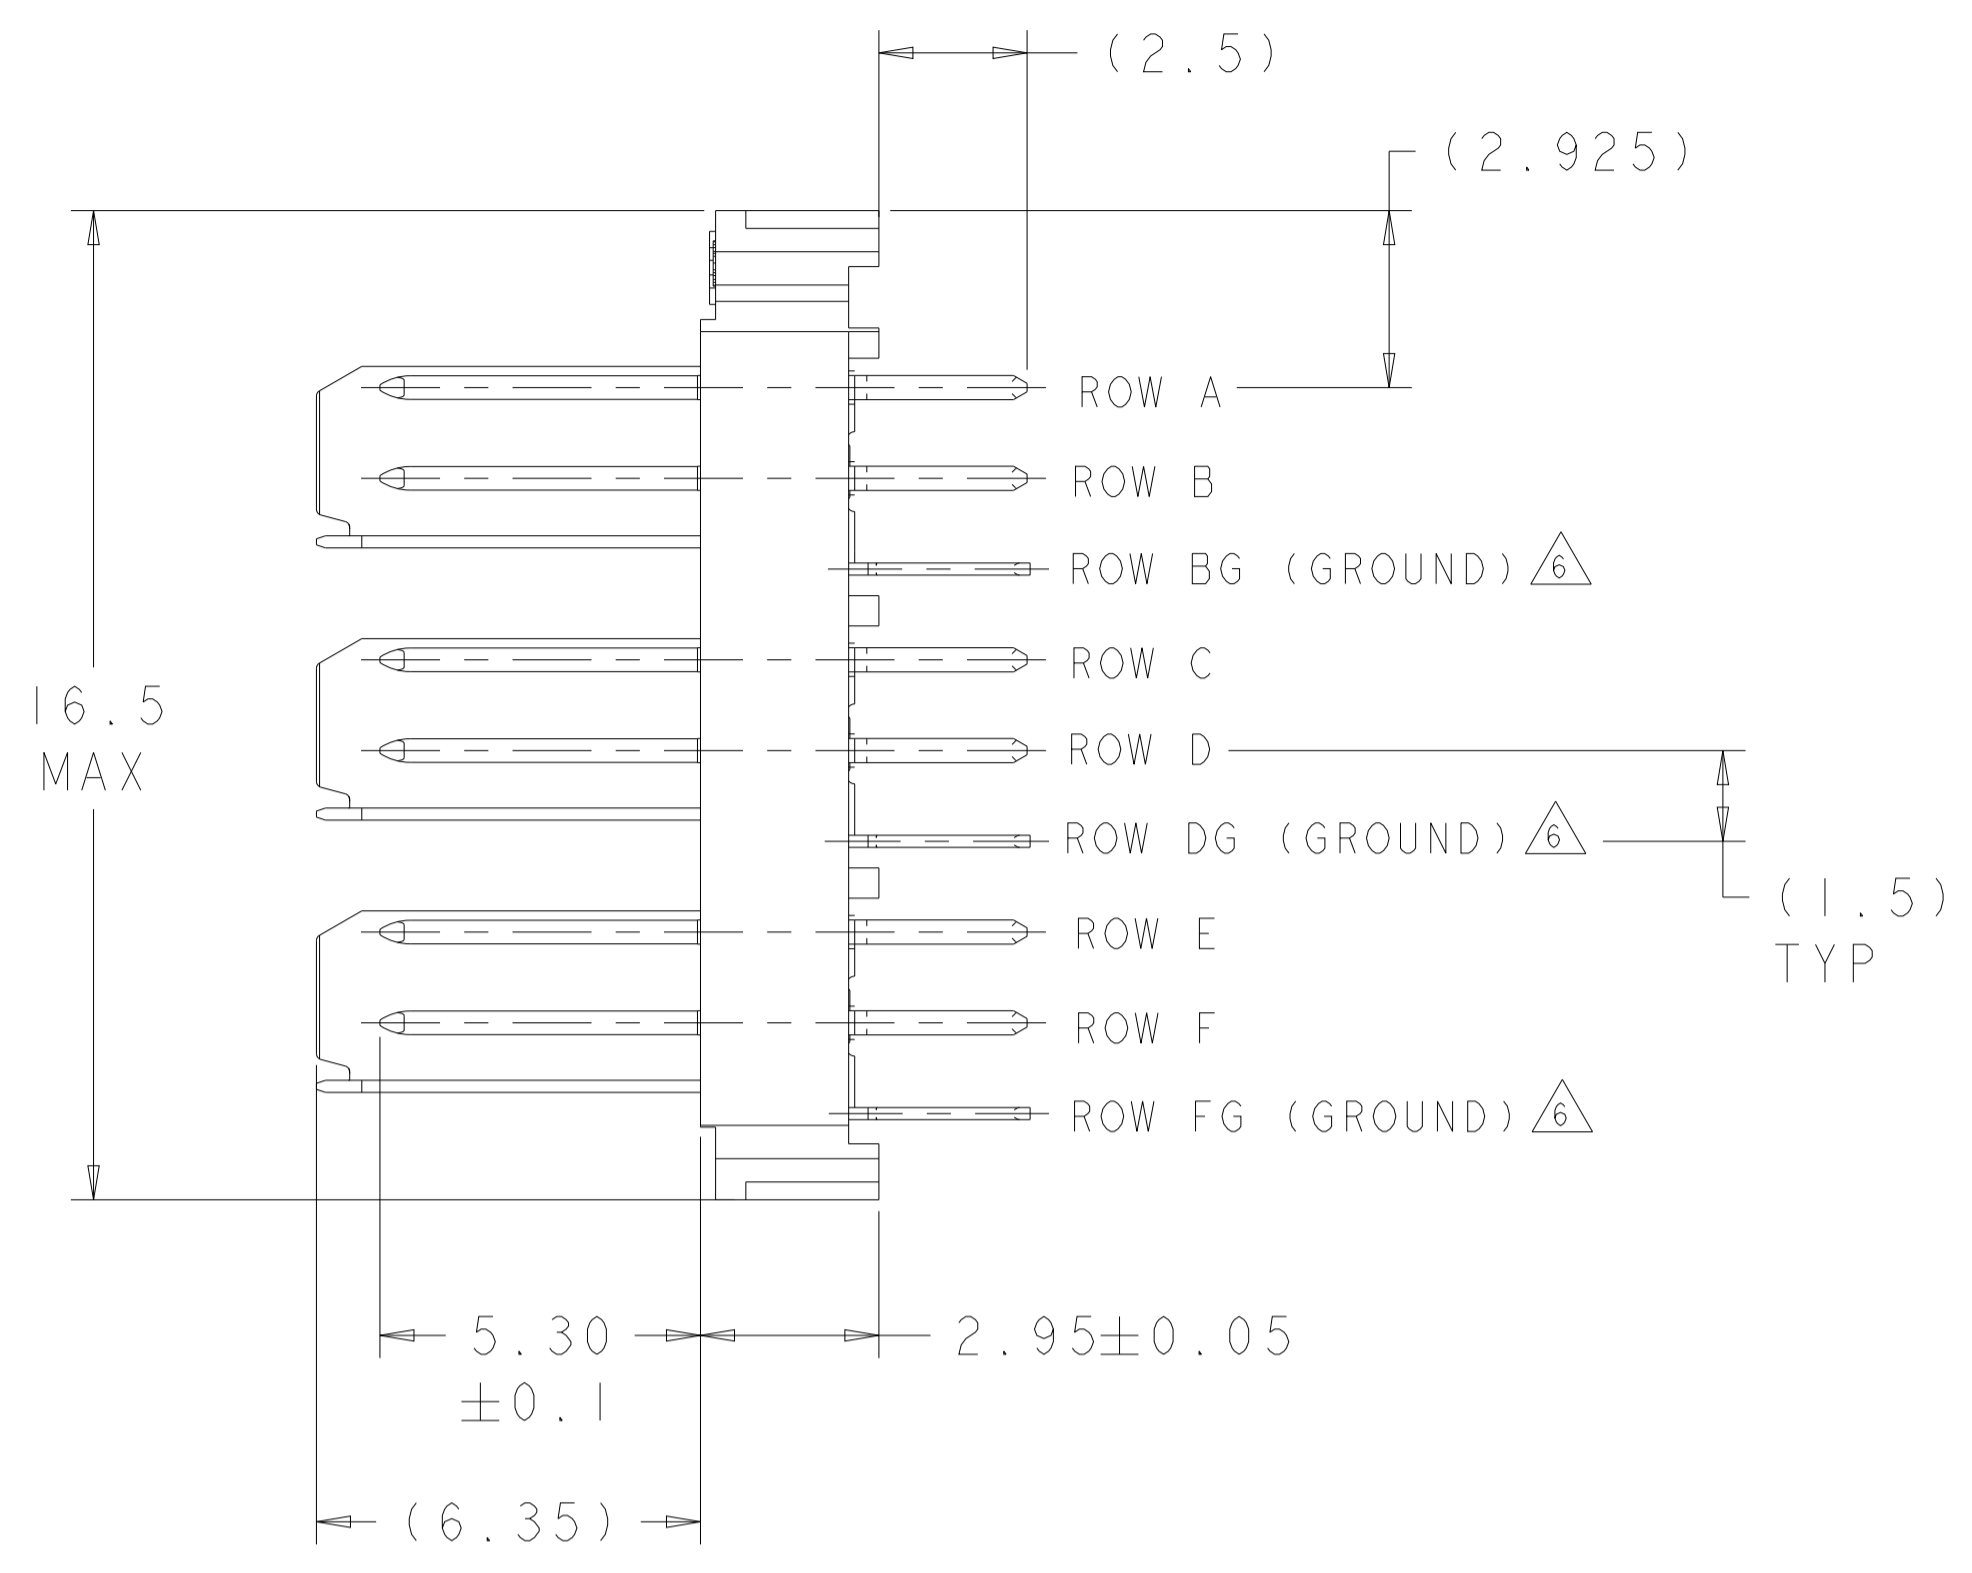 (2.5)
(2.925)
ROW A
ROW B
ROW BG (GROUND) 6
ROW C
16.5
MAX
ROW D
ROW DG (GROUND) 6
(1.5)
TYP
ROW E
ROW F
ROW FG (GROUND) 6
5.30
±0.1
2.95±0.05
(6.35)